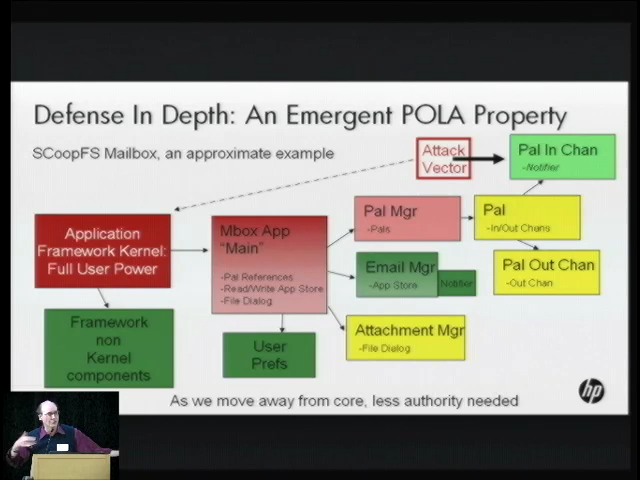 Defense In Depth: An Emergent POLA Property
SCoopFS Mailbox, an approximate example
Attack
Vector
Pal In Chan
-Notifier
Application
Framework Kernel:
Full User Power
Mbox App
"Main"
-Pal References
-Read/Write App Store
-File Dialog
Pal Mgr
-Pals
Pal
-In/Out Chans
Email Mgr
-App Store
Notifier
Pal Out Chan
-Out Chan
Framework
non
Kernel
components
User
Prefs
Attachment Mgr
-File Dialog
As we move away from core, less authority needed
hp